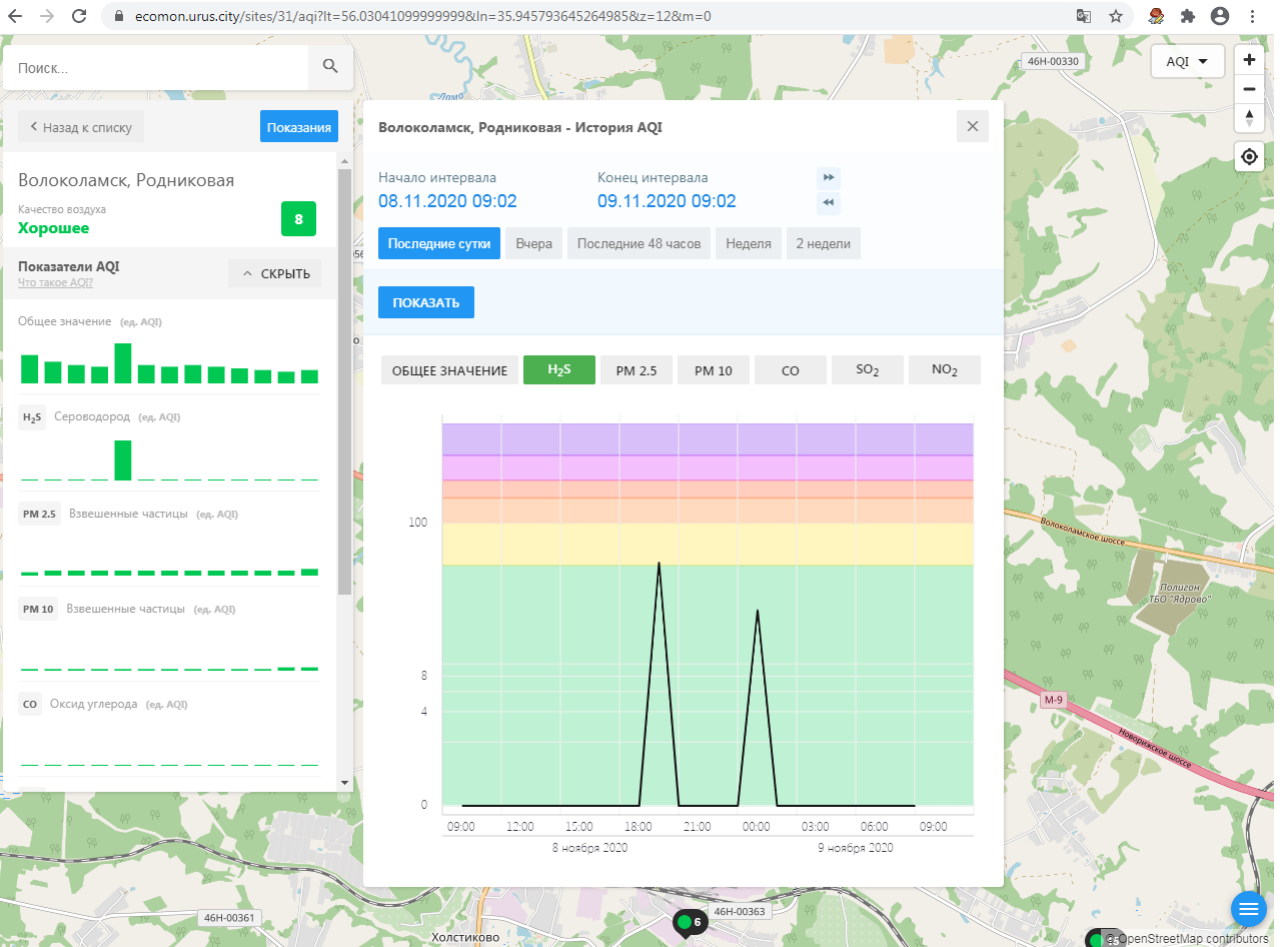 ecomon.urus.city/sites/31/aqi?lt=56.03041099999999&ln=35.945793645264985&z=12&m=0
Поиск...
46Н-00330
AQI
Лама
Назад к списку
Показания
Волоколамск, Родниковая - История AQI
Волоколамск, Родниковая
Качество воздуха
Хорошее
8
Начало интервала
Конец интервала
08.11.2020 09:02
09.11.2020 09:02
Последние сутки
Вчера
Последние 48 часов
Неделя
2 недели
Показатели AQI
Что такое AQI?
СКРЫТЬ
ПОКАЗАТЬ
Общее значение (ед. AQI)
ОБЩЕЕ ЗНАЧЕНИЕ
H2S
PM 2.5
PM 10
CO
SO2
NO2
H2S Сероводород (ед. AQI)
PM 2.5 Взвешенные частицы (ед. AQI)
PM 10 Взвешенные частицы (ед. AQI)
CO Оксид углерода (ед. AQI)
100
8
4
0
09:00
12:00
15:00
18:00
21:00
00:00
03:00
06:00
09:00
8 ноября 2020
9 ноября 2020
Волоколамское шоссе
Полигон
ТБО "Ядрово"
М-9
Новорижское шоссе
46Н-00361
46Н-00363
6
Холстиково
© OpenStreetMap contributors